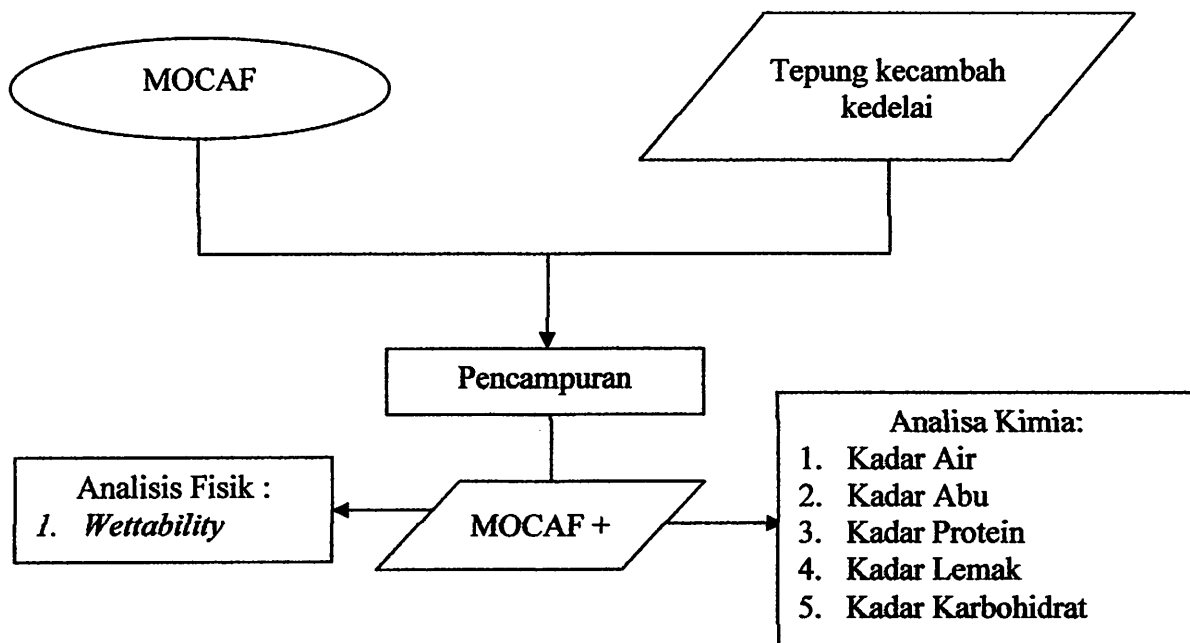 MOCAF
Tepung kecambah
kedelai
Pencampuran
Analisis Fisik :
1. Wettability
MOCAF +
Analisa Kimia:
1. Kadar Air
2. Kadar Abu
3. Kadar Protein
4. Kadar Lemak
5. Kadar Karbohidrat